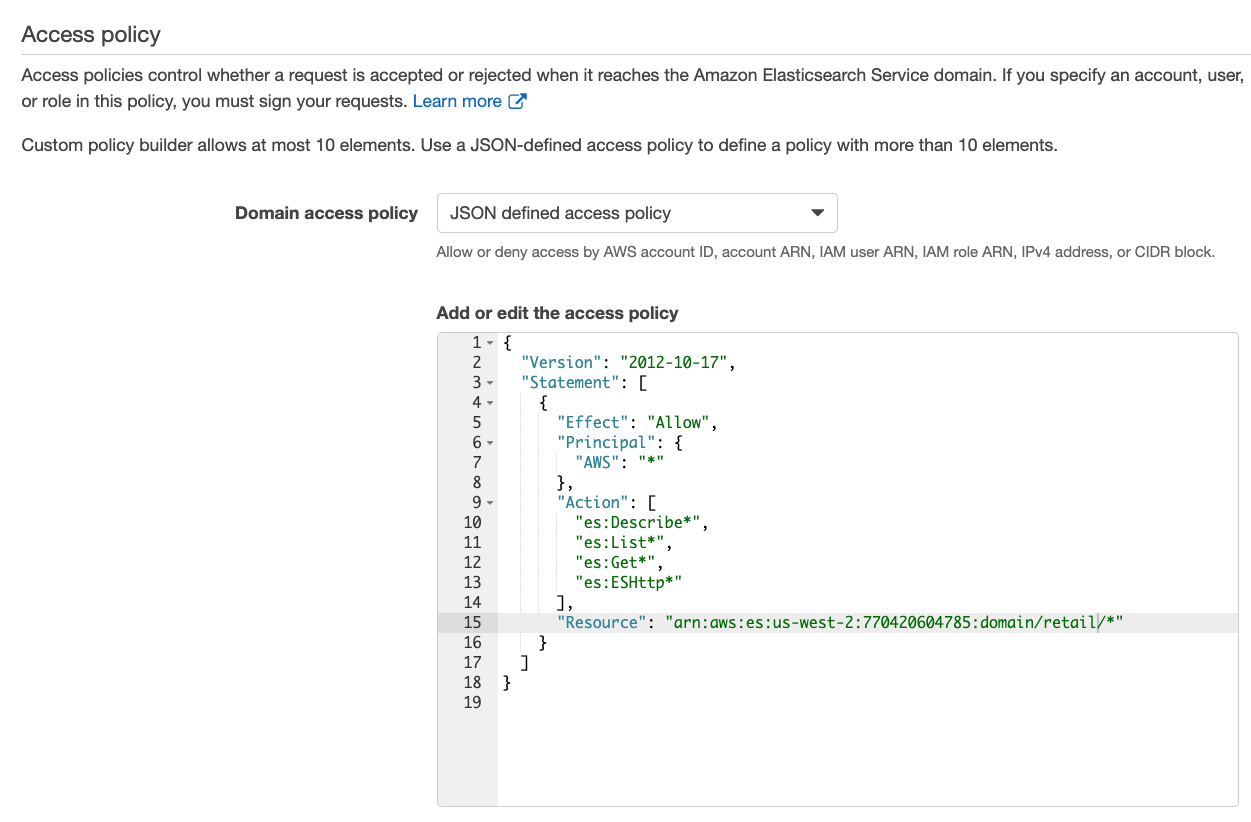 Access policy
Access policies control whether a request is accepted or rejected when it reaches the Amazon Elasticsearch Service domain. If you specify an account, user,
or role in this policy, you must sign your requests. Learn more
Custom policy builder allows at most 10 elements. Use a JSON-defined access policy to define a policy with more than 10 elements.
Domain access policy JSON defined access policy
Allow or deny access by AWS account ID, account ARN, IAM user ARN, IAM role ARN, IPv4 address, or CIDR block.
Add or edit the access policy
1 {
2   "Version": "2012-10-17",
3   "Statement": [
4     {
5       "Effect": "Allow",
6       "Principal": {
7         "AWS": "*"
8       },
9       "Action": [
10         "es:Describe*",
11         "es:List*",
12         "es:Get*",
13         "es:ESHttp*"
14       ],
15       "Resource": "arn:aws:es:us-west-2:770420604785:domain/retail/*"
16     }
17   ]
18 }
19